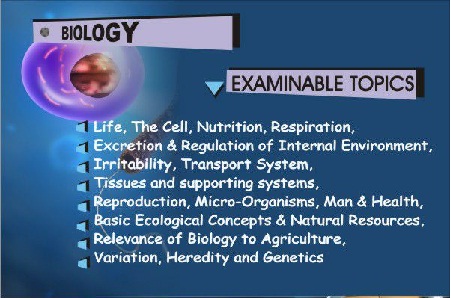 BIOLOGY
EXAMINABLE TOPICS
Life, The Cell, Nutrition, Respiration,
Excretion & Regulation of Internal Environment,
Irritability, Transport System,
Tissues and supporting systems,
Reproduction, Micro-Organisms, Man & Health,
Basic Ecological Concepts & Natural Resources,
Relevance of Biology to Agriculture,
Variation, Heredity and Genetics